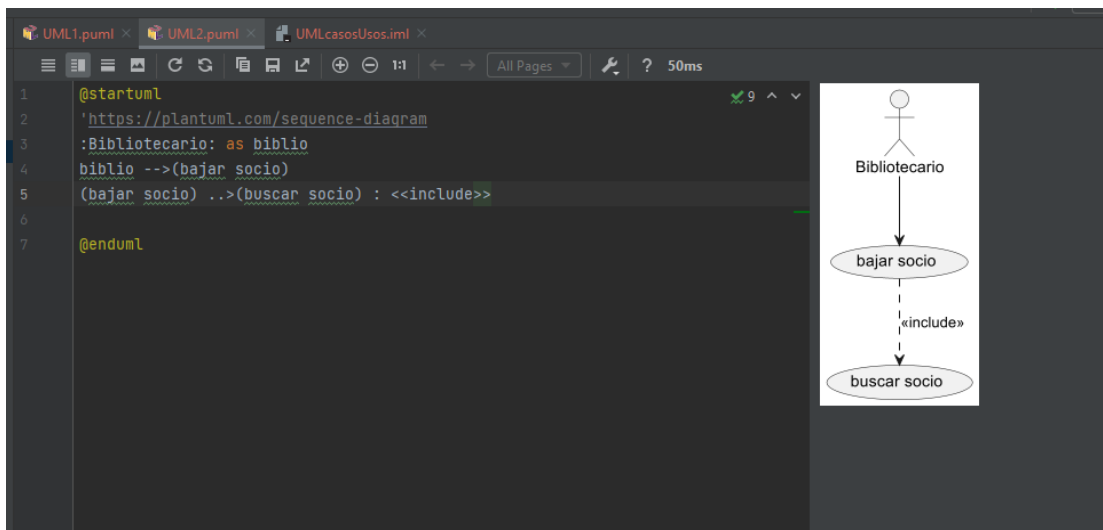 UML1.puml × UML2.puml × UMLcasosUsos.iml ×
1:1 All Pages ? 50ms
1 @startuml 9
2 'https://plantuml.com/sequence-diagram
3 :Bibliotecario: as biblio
4 biblio -->(bajar socio)
5 (bajar socio) ..>(buscar socio) : <<include>>
6
7 @enduml
Bibliotecario
bajar socio
«include»
buscar socio